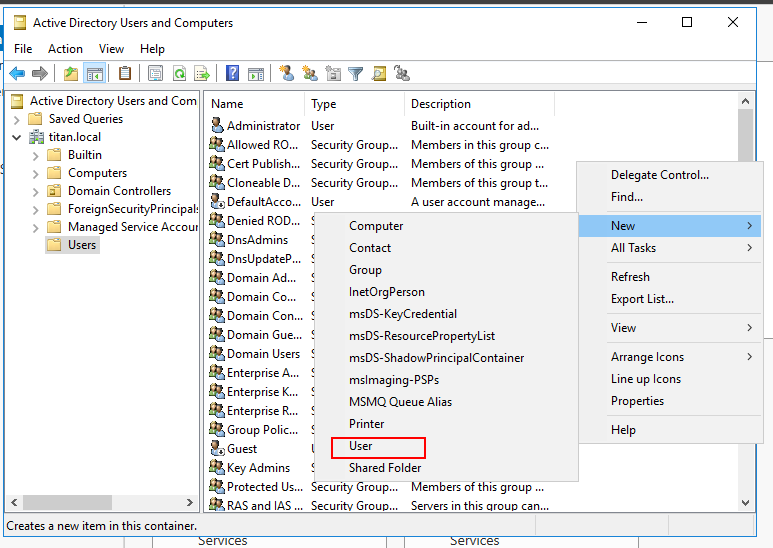 Active Directory Users and Computers
File Action View Help
Active Directory Users and Com
Saved Queries
titan.local
Builtin
Computers
Domain Controllers
ForeignSecurityPrincipals
Managed Service Accour
Users
Name Type Description
Administrator User Built-in account for ad...
Allowed RO... Security Group... Members in this group c...
Cert Publish... Security Group... Members of this group ...
Cloneable D... Security Group... Members of this group t...
DefaultAcco... User A user account manage...
Denied ROD...
DnsAdmins
DnsUpdateP...
Domain Ad...
Domain Co...
Domain Con...
Domain Gue...
Domain Users
Enterprise A...
Enterprise K...
Enterprise R...
Group Polic...
Guest
Key Admins
Protected Us... Security Group... Members of this group ...
RAS and IAS ... Security Group... Servers in this group can...
Computer
Contact
Group
InetOrgPerson
msDS-KeyCredential
msDS-ResourcePropertyList
msDS-ShadowPrincipalContainer
msImaging-PSPs
MSMQ Queue Alias
Printer
User
Shared Folder
Delegate Control...
Find...
New
All Tasks
Refresh
Export List...
View
Arrange Icons
Line up Icons
Properties
Help
Creates a new item in this container.
Services Services